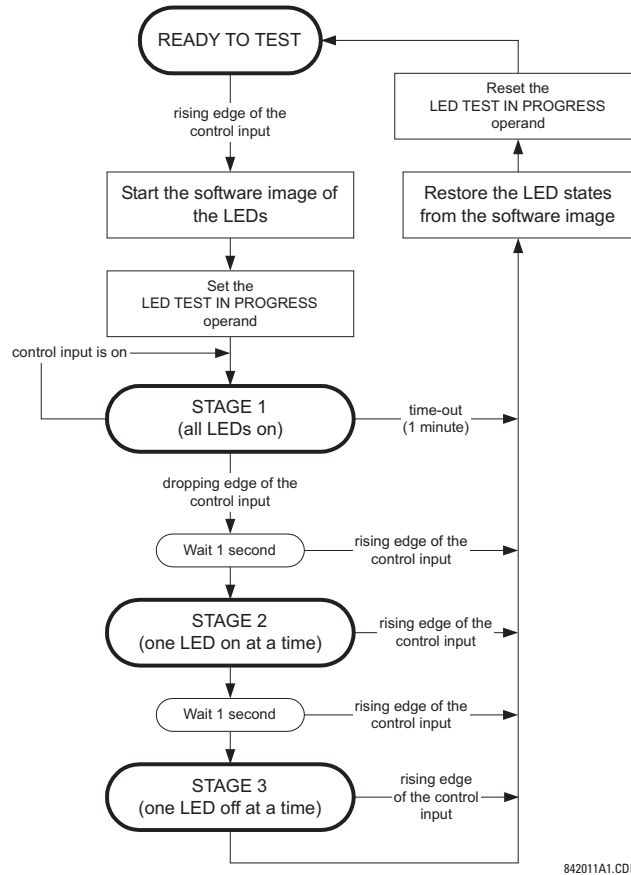 READY TO TEST
rising edge of the
control input
Start the software image of
the LEDs
Set the
LED TEST IN PROGRESS
operand
control input is on
STAGE 1
(all LEDs on)
time-out
(1 minute)
dropping edge of the
control input
Wait 1 second
rising edge of the
control input
STAGE 2
(one LED on at a time)
rising edge of the
control input
Wait 1 second
rising edge of the
control input
STAGE 3
(one LED off at a time)
rising edge
of the control
input
Restore the LED states
from the software image
Reset the
LED TEST IN PROGRESS
operand
842011A1.CD